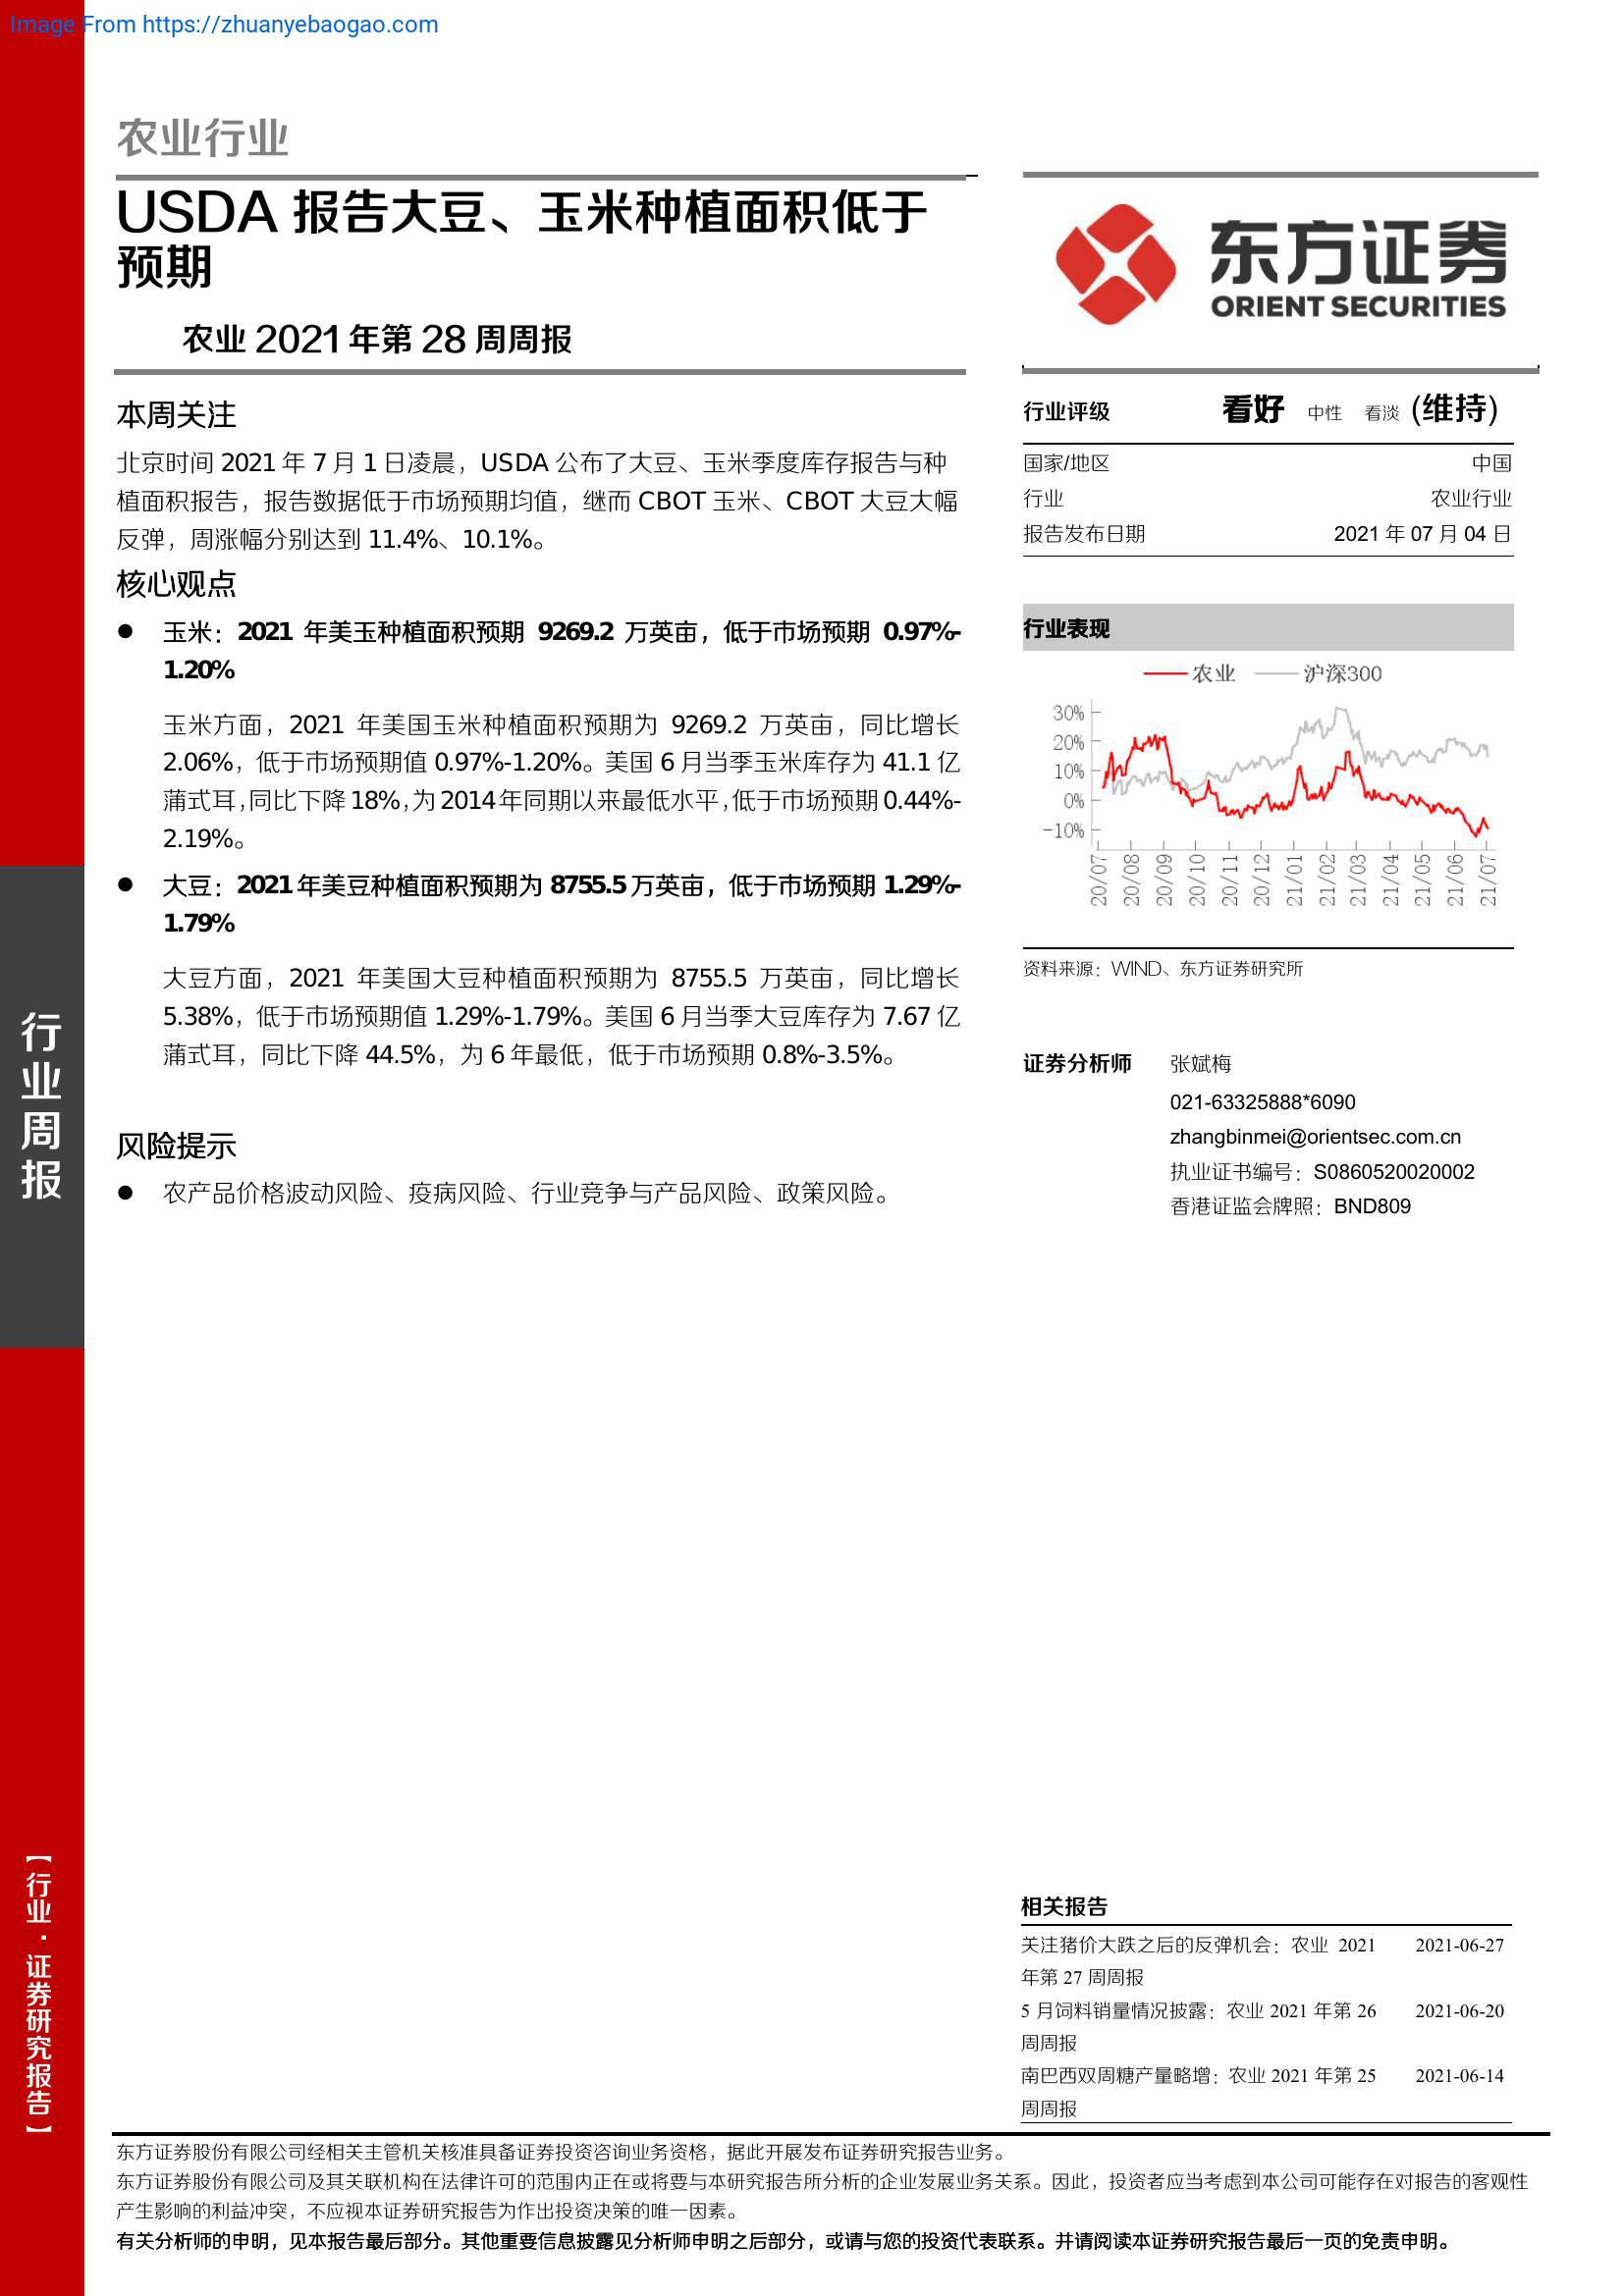 Image From https://zhuanyebaogao.com
农业行业
USDA 报告大豆、玉米种植面积低于
预期
农业 2021 年第 28 周周报
东方证券
ORIENT SECURITIES
本周关注
北京时间 2021 年 7 月 1 日凌晨，USDA 公布了大豆、玉米季度库存报告与种
植面积报告，报告数据低于市场预期均值，继而 CBOT 玉米、CBOT 大豆大幅
反弹，周涨幅分别达到 11.4%、10.1%。
核心观点
● 玉米：2021 年美玉种植面积预期 9269.2 万英亩，低于市场预期 0.97%-
1.20%
玉米方面，2021 年美国玉米种植面积预期为 9269.2 万英亩，同比增长
2.06%，低于市场预期值 0.97%-1.20%。美国 6 月当季玉米库存为 41.1 亿
蒲式耳，同比下降 18%，为 2014 年同期以来最低水平，低于市场预期 0.44%-
2.19%。
● 大豆：2021 年美豆种植面积预期为 8755.5 万英亩，低于市场预期 1.29%-
1.79%
大豆方面，2021 年美国大豆种植面积预期为 8755.5 万英亩，同比增长
5.38%，低于市场预期值 1.29%-1.79%。美国 6 月当季大豆库存为 7.67 亿
蒲式耳，同比下降 44.5%，为 6 年最低，低于市场预期 0.8%-3.5%。
风险提示
● 农产品价格波动风险、疫病风险、行业竞争与产品风险、政策风险。
行业评级 看好 中性 看淡 (维持)
国家/地区 中国
行业 农业行业
报告发布日期 2021 年 07 月 04 日
行业表现
农业 沪深300
30%
20%
10%
0%
-10%
20/07 20/08 20/09 20/10 20/11 20/12 21/01 21/02 21/03 21/04 21/05 21/06 21/07
资料来源：WIND、东方证券研究所
证券分析师 张斌梅
021-63325888*6090
zhangbinmei@orientsec.com.cn
执业证书编号：S0860520020002
香港证监会牌照：BND809
行业周报
【行业·证券研究报告】
相关报告
关注猪价大跌之后的反弹机会：农业 2021 2021-06-27
年第 27 周周报
5 月饲料销量情况披露：农业 2021 年第 26 2021-06-20
周周报
南巴西双周糖产量略增：农业 2021 年第 25 2021-06-14
周周报
东方证券股份有限公司经相关主管机关核准具备证券投资咨询业务资格，据此开展发布证券研究报告业务。
东方证券股份有限公司及其关联机构在法律许可的范围内正在或将要与本研究报告所分析的企业发展业务关系。因此，投资者应当考虑到本公司可能存在对报告的客观性
产生影响的利益冲突，不应视本证券研究报告为作出投资决策的唯一因素。
有关分析师的申明，见本报告最后部分。其他重要信息披露见分析师申明之后部分，或请与您的投资代表联系。并请阅读本证券研究报告最后一页的免责申明。